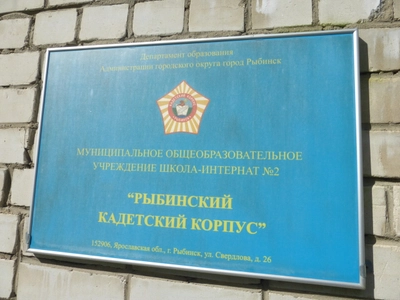 Департамент образования
Администрации городского округа город Рыбинск
МУНИЦИПАЛЬНОЕ ОБЩЕОБРАЗОВАТЕЛЬНОЕ
УЧРЕЖДЕНИЕ ШКОЛА-ИНТЕРНАТ №2
"РЫБИНСКИЙ
КАДЕТСКИЙ КОРПУС"
152906, Ярославская обл., г. Рыбинск, ул. Свердлова, д. 26